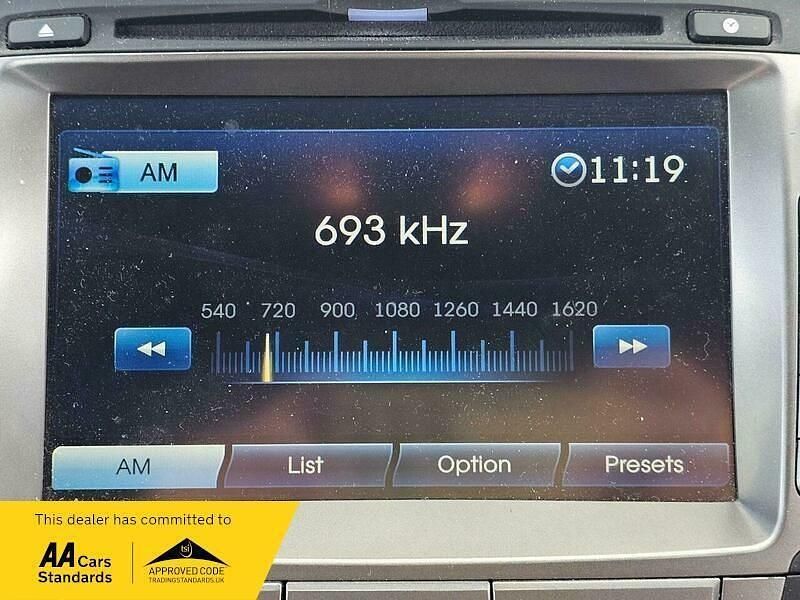 AM
11:19
693 kHz
540 720 900 1080 1260 1440 1620
AM List Option Presets
This dealer has committed to
AA Cars
Standards
tsi
APPROVED CODE
TRADINGSTANDARDS.UK